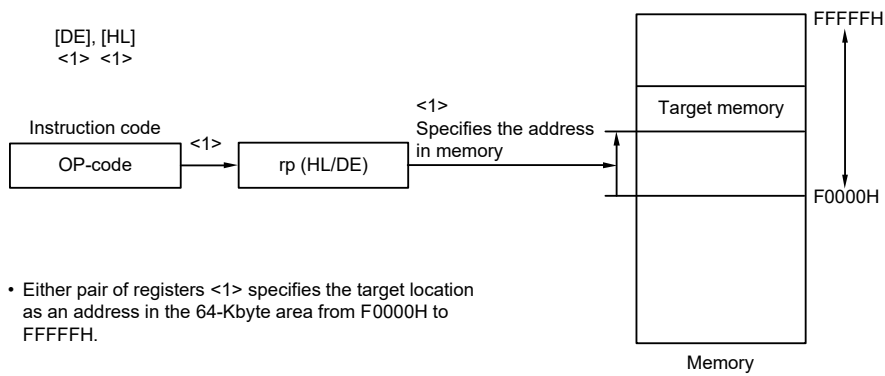 [DE], [HL]
<1> <1>
Instruction code
OP-code
<1>
rp (HL/DE)
<1>
Specifies the address
in memory
Target memory
FFFFFH
F0000H
Memory
• Either pair of registers <1> specifies the target location
as an address in the 64-Kbyte area from F0000H to
FFFFFH.